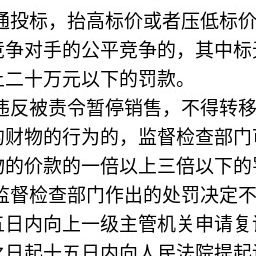 通投标，抬高标价或者压低标价
竞争对手的公平竞争的，其中标无
上二十万元以下的罚款。
违反被责令暂停销售，不得转移
的财物的行为的，监督检查部门可
物的价款的一倍以上三倍以下的罚
监督检查部门作出的处罚决定不
五日内向上一级主管机关申请复议
之日起十五日内向人民法院提起诉